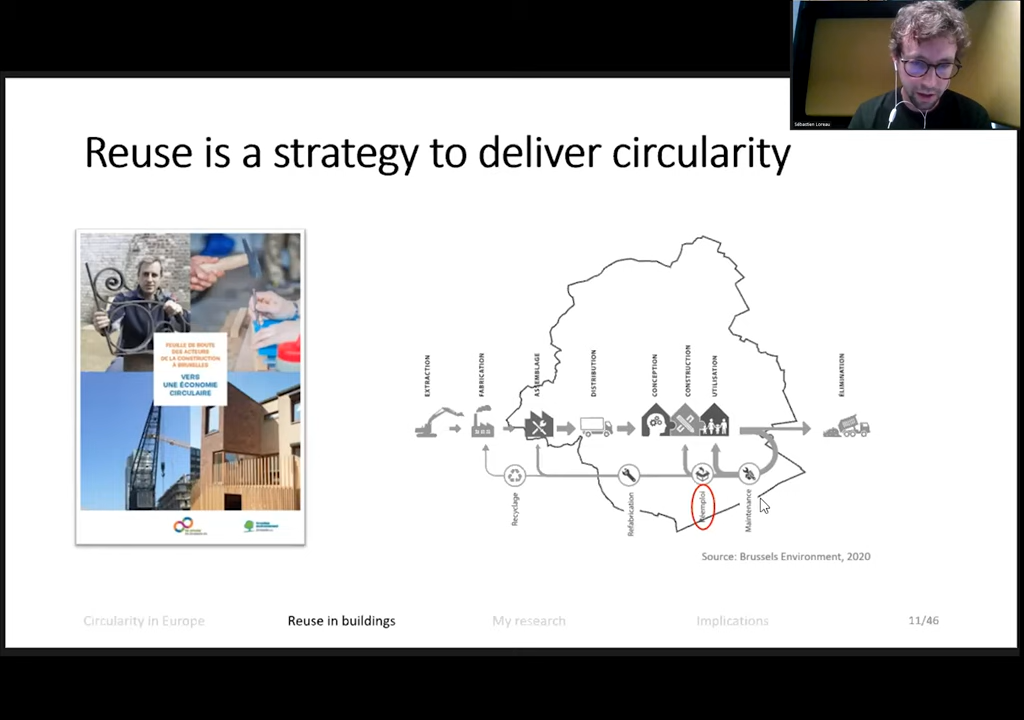 Sébastien Loreau
Reuse is a strategy to deliver circularity
FEUILLE DE ROUTE
DES ACTEURS
DE LA CONSTRUCTION
À BRUXELLES
VERS
UNE ÉCONOMIE
CIRCULAIRE
EXTRACTION
FABRICATION
ASSEMBLAGE
DISTRIBUTION
CONCEPTION
CONSTRUCTION
UTILISATION
ÉLIMINATION
Recyclage
Refabrication
Réemploi
Maintenance
Source: Brussels Environment, 2020
Circularity in Europe
Reuse in buildings
My research
Implications
11/46